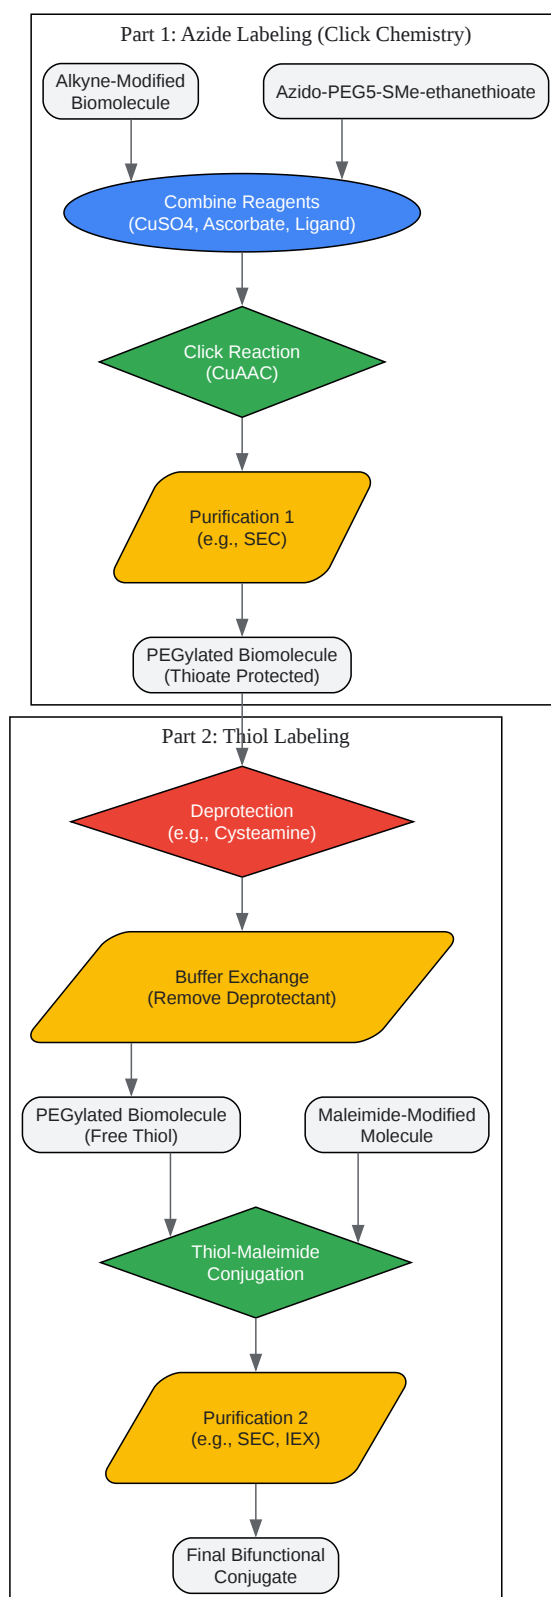 Part 1: Azide Labeling (Click Chemistry)
Alkyne-Modified
Biomolecule
Azido-PEG5-SMe-ethanethioate
Combine Reagents
(CuSO4, Ascorbate, Ligand)
Click Reaction
(CuAAC)
Purification 1
(e.g., SEC)
PEGylated Biomolecule
(Thioate Protected)
Part 2: Thiol Labeling
Deprotection
(e.g., Cysteamine)
Buffer Exchange
(Remove Deprotectant)
PEGylated Biomolecule
(Free Thiol)
Maleimide-Modified
Molecule
Thiol-Maleimide
Conjugation
Purification 2
(e.g., SEC, IEX)
Final Bifunctional
Conjugate